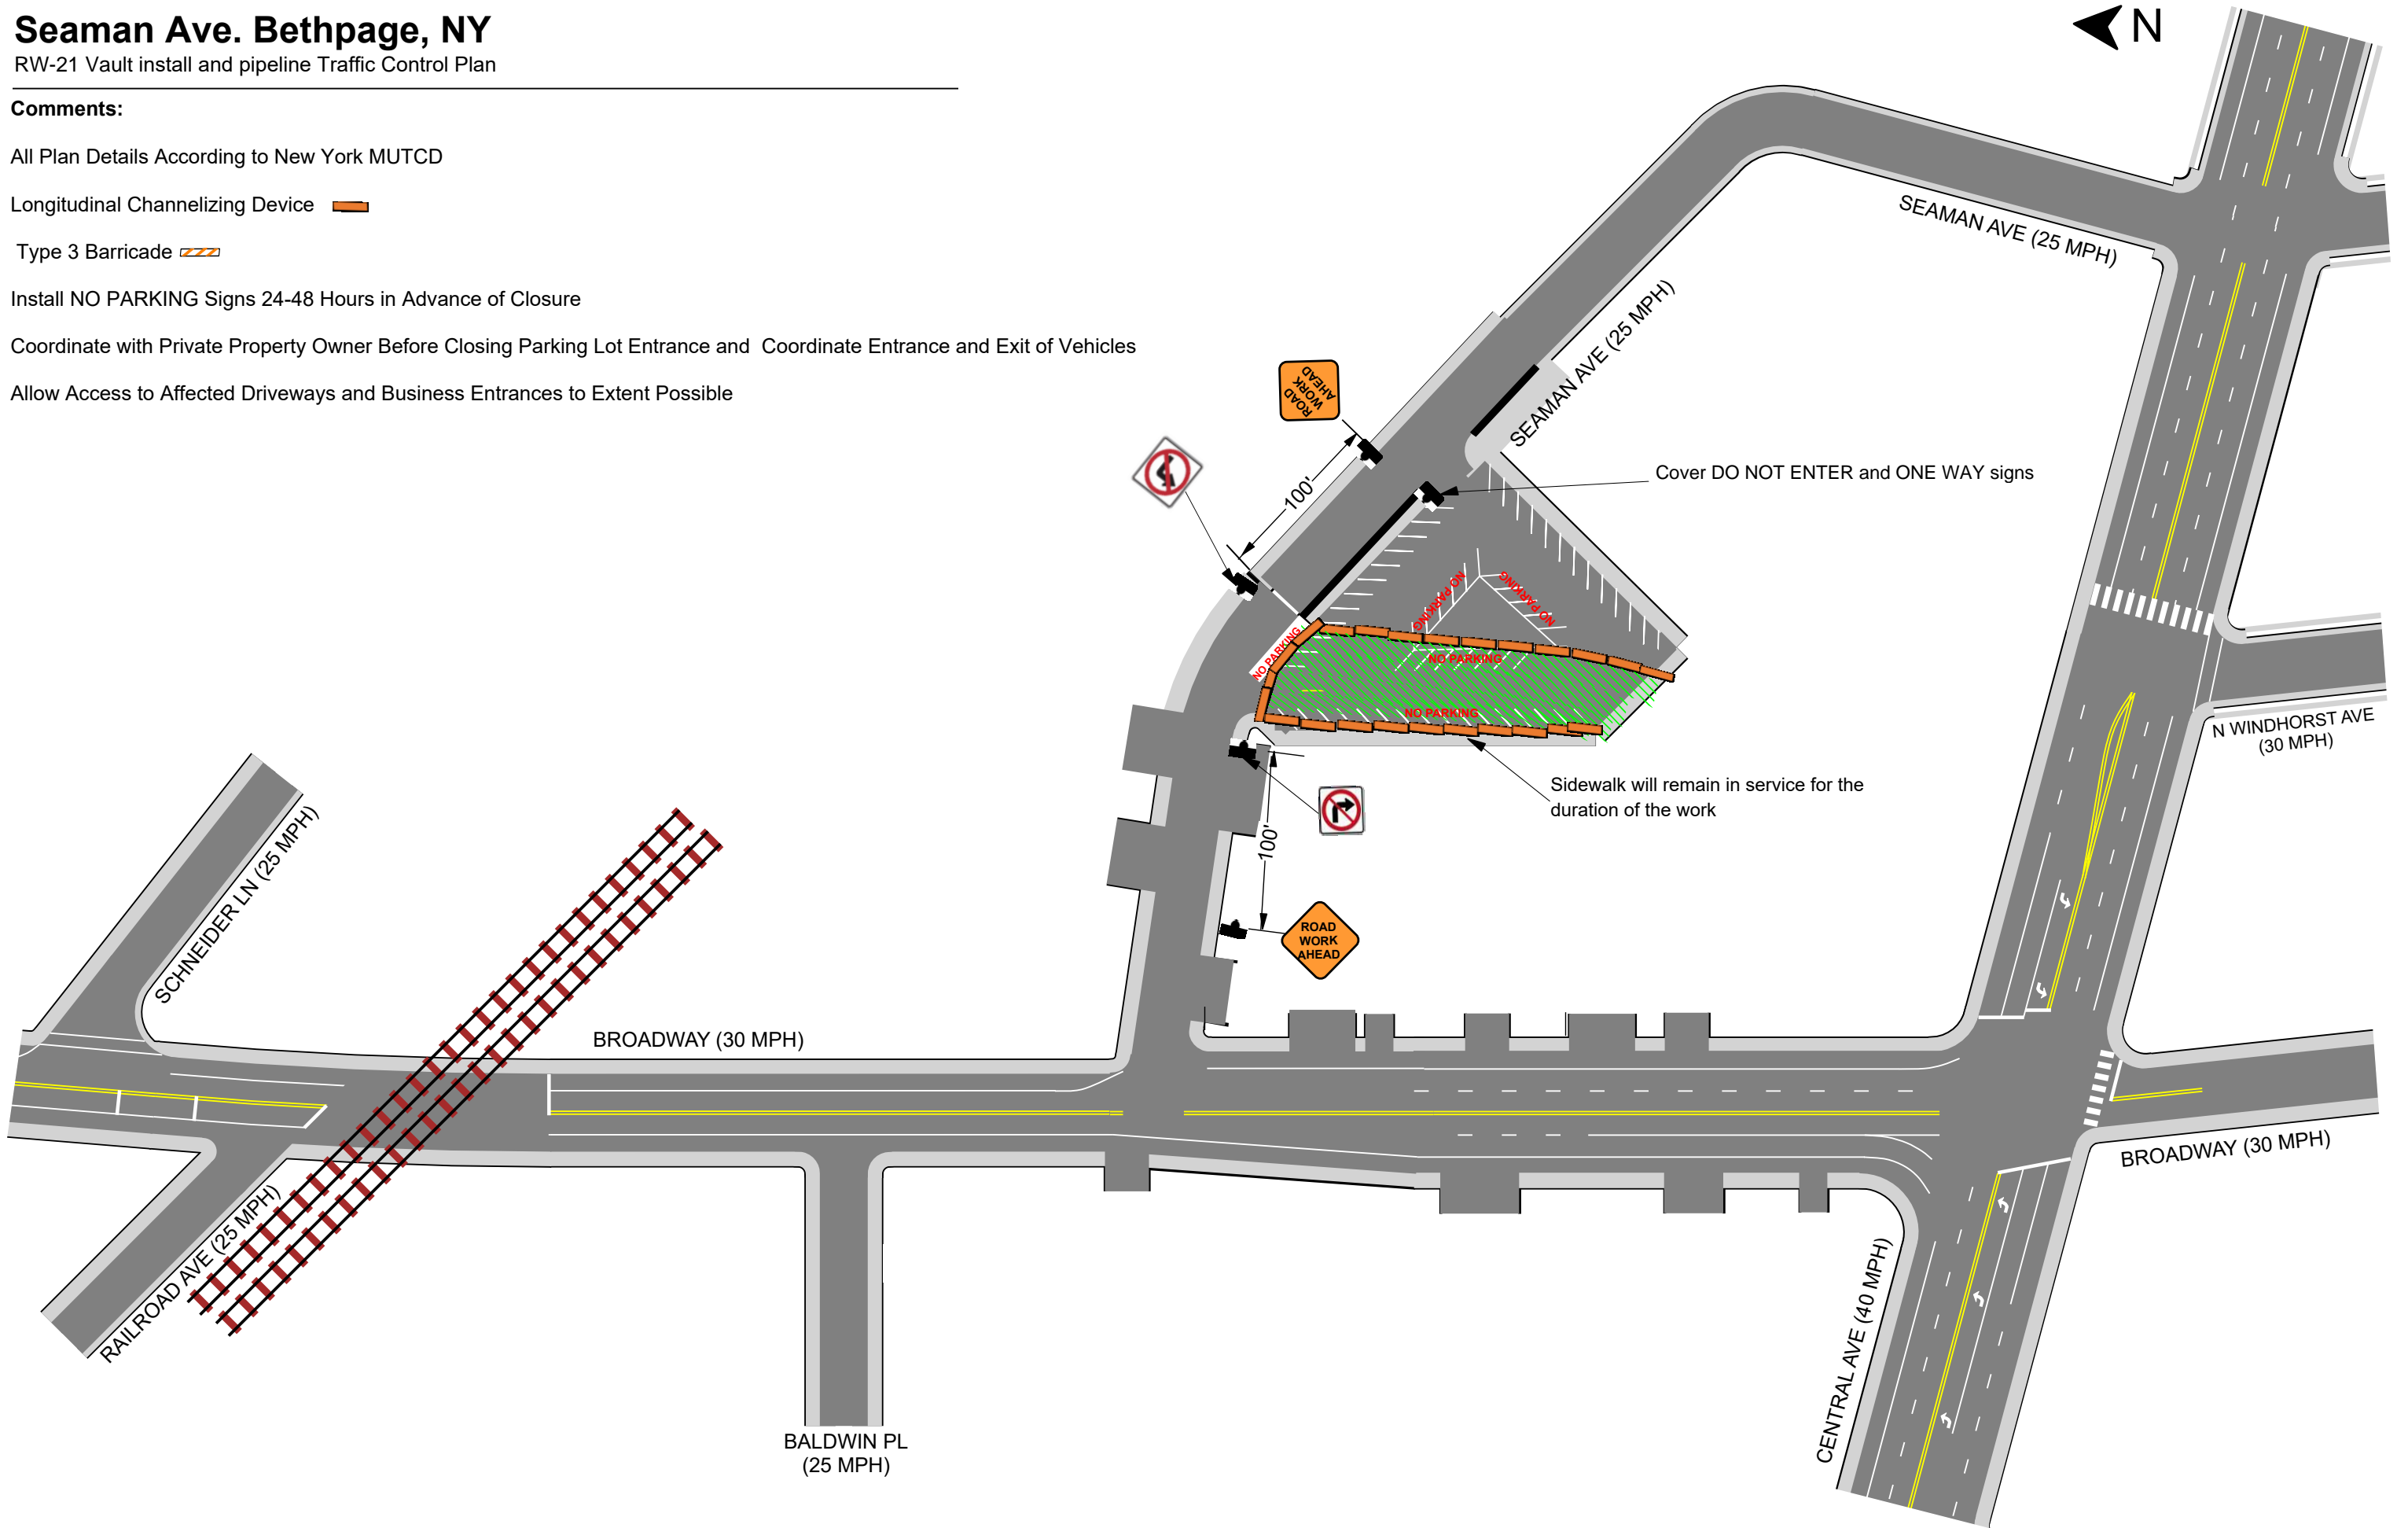 Seaman Ave. Bethpage, NY
RW-21 Vault install and pipeline Traffic Control Plan
N
Comments:
All Plan Details According to New York MUTCD
Longitudinal Channelizing Device
Type 3 Barricade
Install NO PARKING Signs 24-48 Hours in Advance of Closure
Coordinate with Private Property Owner Before Closing Parking Lot Entrance and Coordinate Entrance and Exit of Vehicles
Allow Access to Affected Driveways and Business Entrances to Extent Possible
SEAMAN AVE (25 MPH)
SEAMAN AVE (25 MPH)
ROAD
WORK
AHEAD
100'
Cover DO NOT ENTER and ONE WAY signs
NO PARKING
NO PARKING
NO PARKING
NO PARKING
NO PARKING
N WINDHORST AVE
(30 MPH)
Sidewalk will remain in service for the
duration of the work
100'
ROAD
WORK
AHEAD
SCHNEIDER LN (25 MPH)
BROADWAY (30 MPH)
BROADWAY (30 MPH)
RAILROAD AVE (25 MPH)
CENTRAL AVE (40 MPH)
BALDWIN PL
(25 MPH)